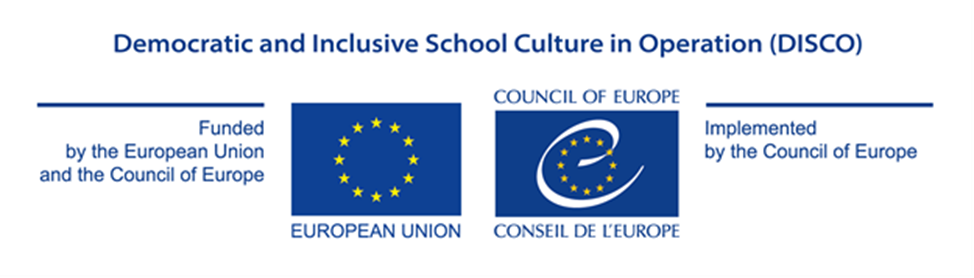 Democratic and Inclusive School Culture in Operation (DISCO)
Funded
by the European Union
and the Council of Europe
EUROPEAN UNION
COUNCIL OF EUROPE
CONSEIL DE L'EUROPE
Implemented
by the Council of Europe